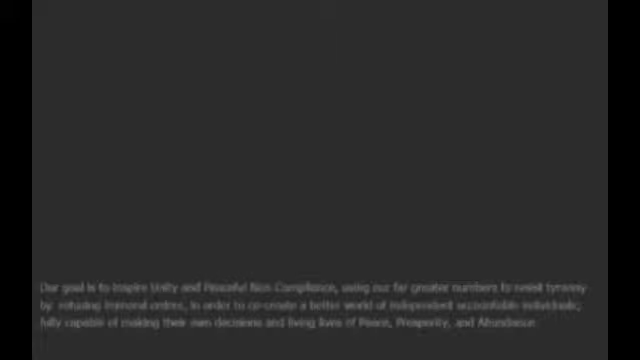 Our goal is to Inspire Unity and Peaceful Non Compliance, using our far greater numbers to resist tyranny
by refusing immoral orders, in order to co-create a better world of independent accountable individuals;
fully capable of making their own decisions and living lives of Peace, Prosperity, and Abundance.